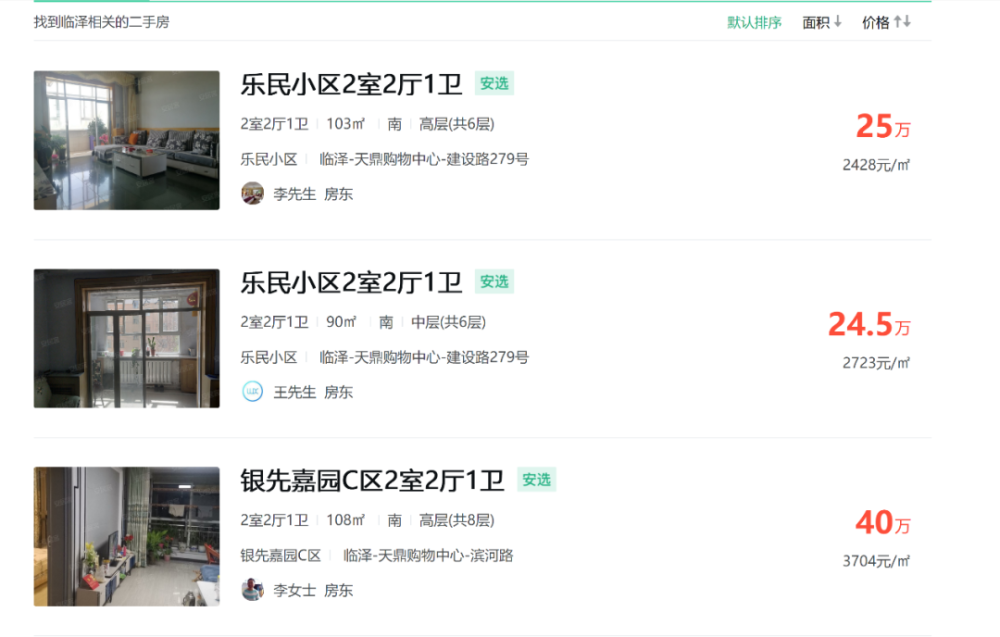 找到临泽相关的二手房
默认排序 面积↓ 价格↑↓
乐民小区2室2厅1卫 安选
2室2厅1卫 103㎡ 南 高层(共6层)
乐民小区 临泽-天鼎购物中心-建设路279号
李先生 房东
25万
2428元/㎡
乐民小区2室2厅1卫 安选
2室2厅1卫 90㎡ 南 中层(共6层)
乐民小区 临泽-天鼎购物中心-建设路279号
王先生 房东
24.5万
2723元/㎡
银先嘉园C区2室2厅1卫 安选
2室2厅1卫 108㎡ 南 高层(共8层)
银先嘉园C区 临泽-天鼎购物中心-滨河路
李女士 房东
40万
3704元/㎡